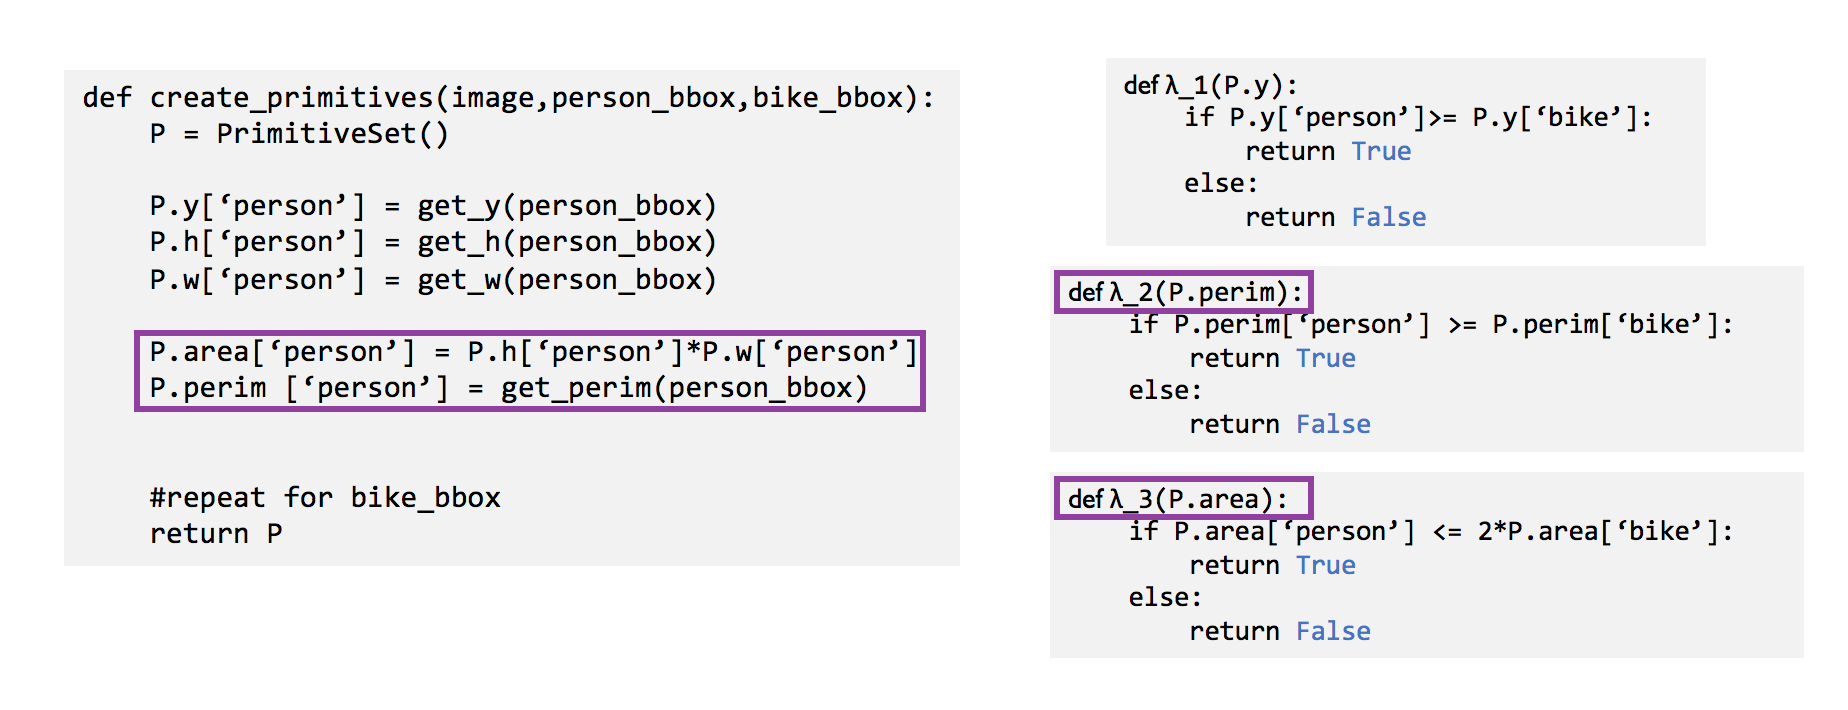 def create_primitives(image,person_bbox,bike_bbox):
    P = PrimitiveSet()
    P.y[‘person’] = get_y(person_bbox)
    P.h[‘person’] = get_h(person_bbox)
    P.w[‘person’] = get_w(person_bbox)
    P.area[‘person’] = P.h[‘person’]*P.w[‘person’]
    P.perim [‘person’] = get_perim(person_bbox)
    #repeat for bike_bbox
    return P
def λ_1(P.y):
    if P.y[‘person’]>= P.y[‘bike’]:
        return True
    else:
        return False
def λ_2(P.perim):
    if P.perim[‘person’] >= P.perim[‘bike’]:
        return True
    else:
        return False
def λ_3(P.area):
    if P.area[‘person’] <= 2*P.area[‘bike’]:
        return True
    else:
        return False